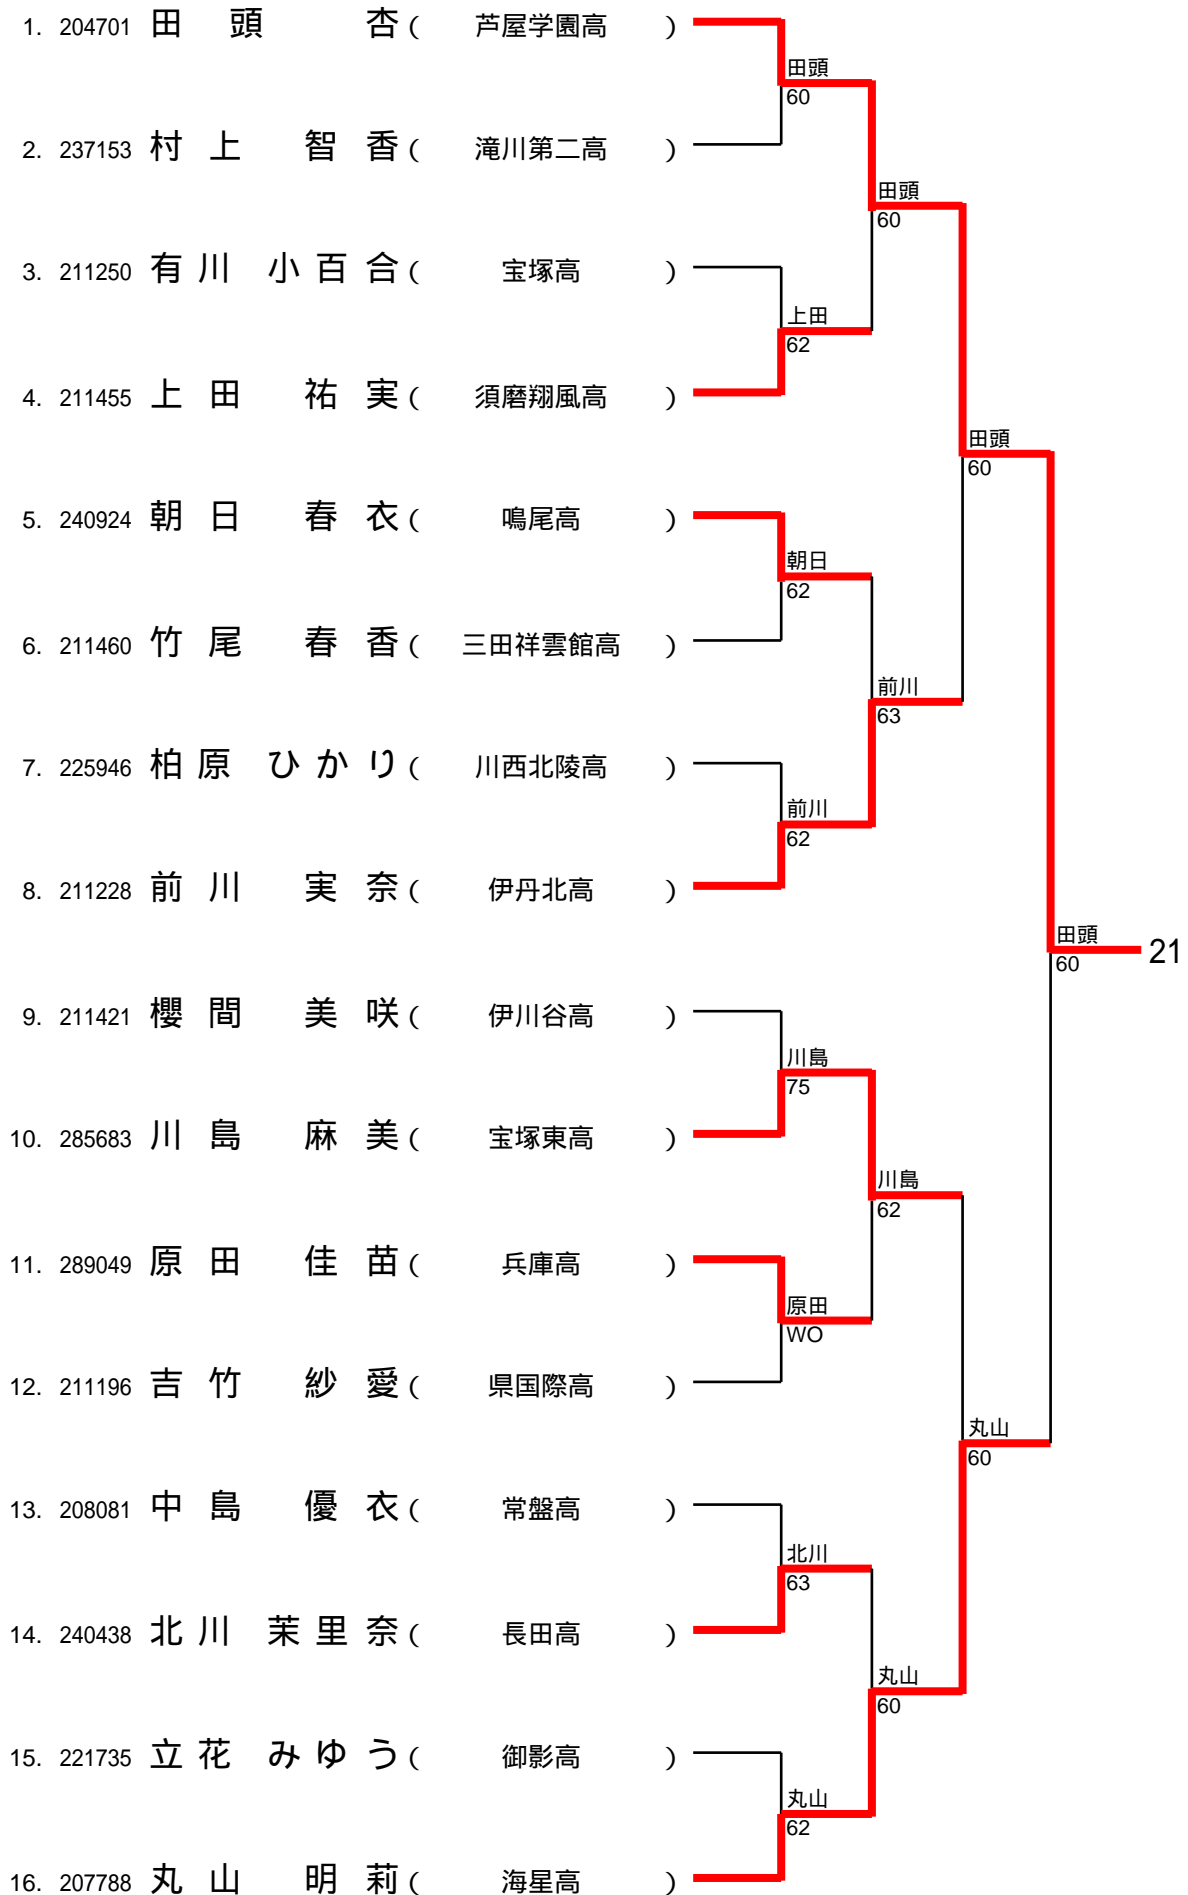 1. 204701 田 頭 杏 ( 芦屋学園高 )
田頭
60
2. 237153 村 上 智 香 ( 滝川第二高 )
田頭
60
3. 211250 有 川 小 百 合 ( 宝塚高 )
上田
62
4. 211455 上 田 祐 実 ( 須磨翔風高 )
田頭
60
5. 240924 朝 日 春 衣 ( 鳴尾高 )
朝日
62
6. 211460 竹 尾 春 香 ( 三田祥雲館高 )
前川
63
7. 225946 柏 原 ひ か り ( 川西北陵高 )
前川
62
8. 211228 前 川 実 奈 ( 伊丹北高 )
田頭
60
21
9. 211421 櫻 間 美 咲 ( 伊川谷高 )
川島
75
10. 285683 川 島 麻 美 ( 宝塚東高 )
川島
62
11. 289049 原 田 佳 苗 ( 兵庫高 )
原田
WO
12. 211196 吉 竹 紗 愛 ( 県国際高 )
丸山
60
13. 208081 中 島 優 衣 ( 常盤高 )
北川
63
14. 240438 北 川 茉 里 奈 ( 長田高 )
丸山
60
15. 221735 立 花 み ゆ う ( 御影高 )
丸山
62
16. 207788 丸 山 明 莉 ( 海星高 )